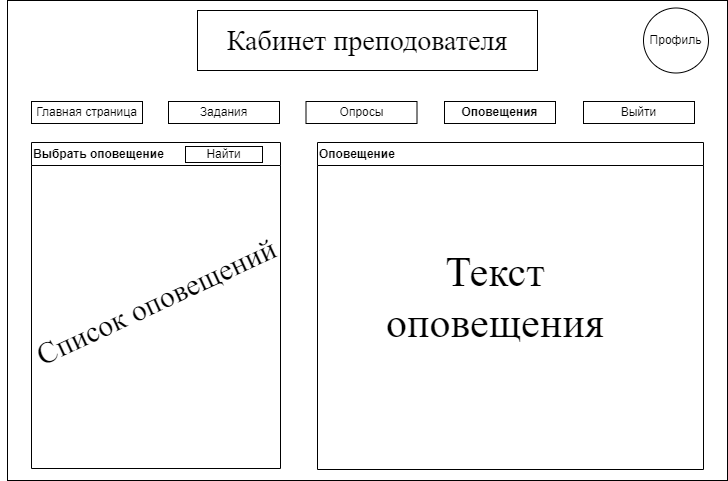 Кабинет преподователя
Профиль
Главная страница
Задания
Опросы
Оповещения
Выйти
Выбрать оповещение
Найти
Оповещение
Список оповещений
Текст
оповещения